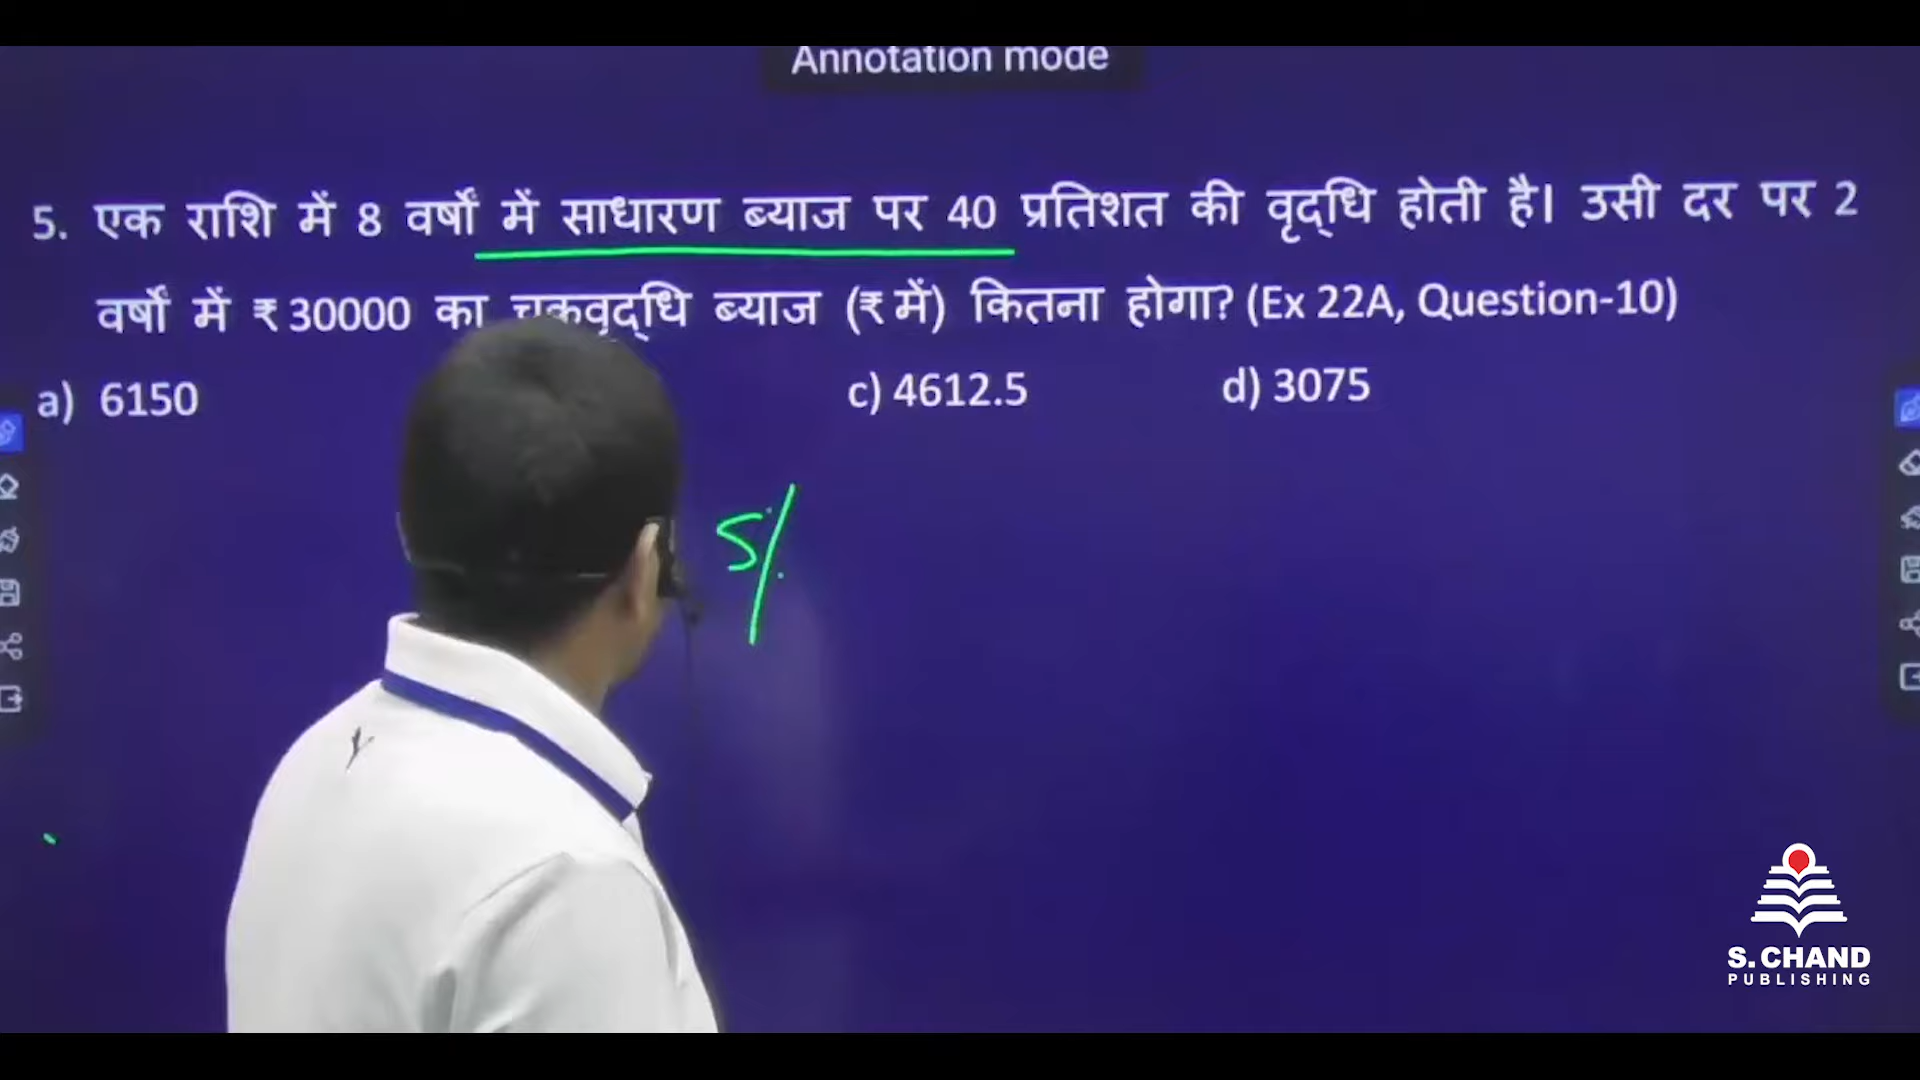 Annotation mode
5. एक राशि में 8 वर्षों में साधारण ब्याज पर 40 प्रतिशत की वृद्धि होती है। उसी दर पर 2
वर्षों में ₹ 30000 का चक्रवृद्धि ब्याज (₹ में) कितना होगा? (Ex 22A, Question-10)
a) 6150 c) 4612.5 d) 3075
5%
S. CHAND
PUBLISHING